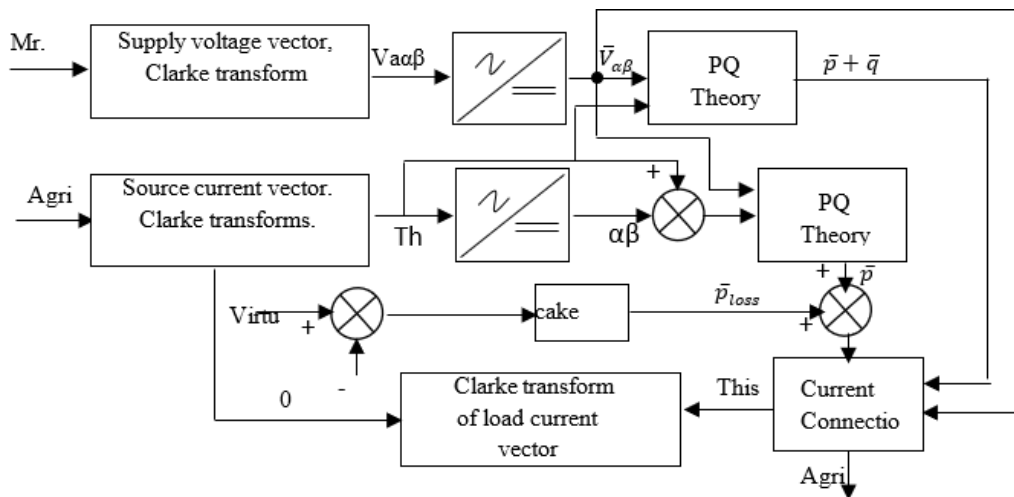 Mr.
Supply voltage vector,
Clarke transform
Vaαβ
V̄αβ
PQ
Theory
p̄ + q̄
Agri
Source current vector.
Clarke transforms.
Th
αβ
+
PQ
Theory
+
p̄
Virtu
+
-
cake
p̄loss
+
0
Clarke transform
of load current
vector
This
Current
Connectio
Agri